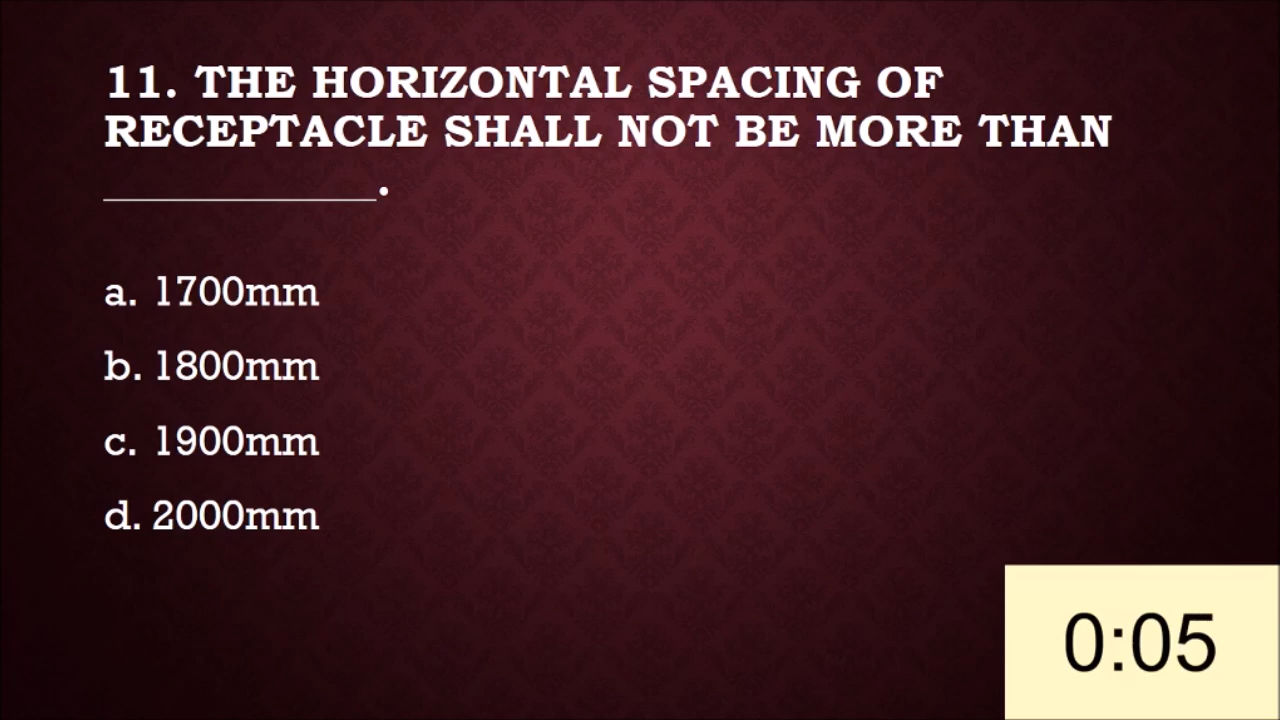 11. THE HORIZONTAL SPACING OF
RECEPTACLE SHALL NOT BE MORE THAN
____________.
a. 1700mm
b. 1800mm
c. 1900mm
d. 2000mm
0:05